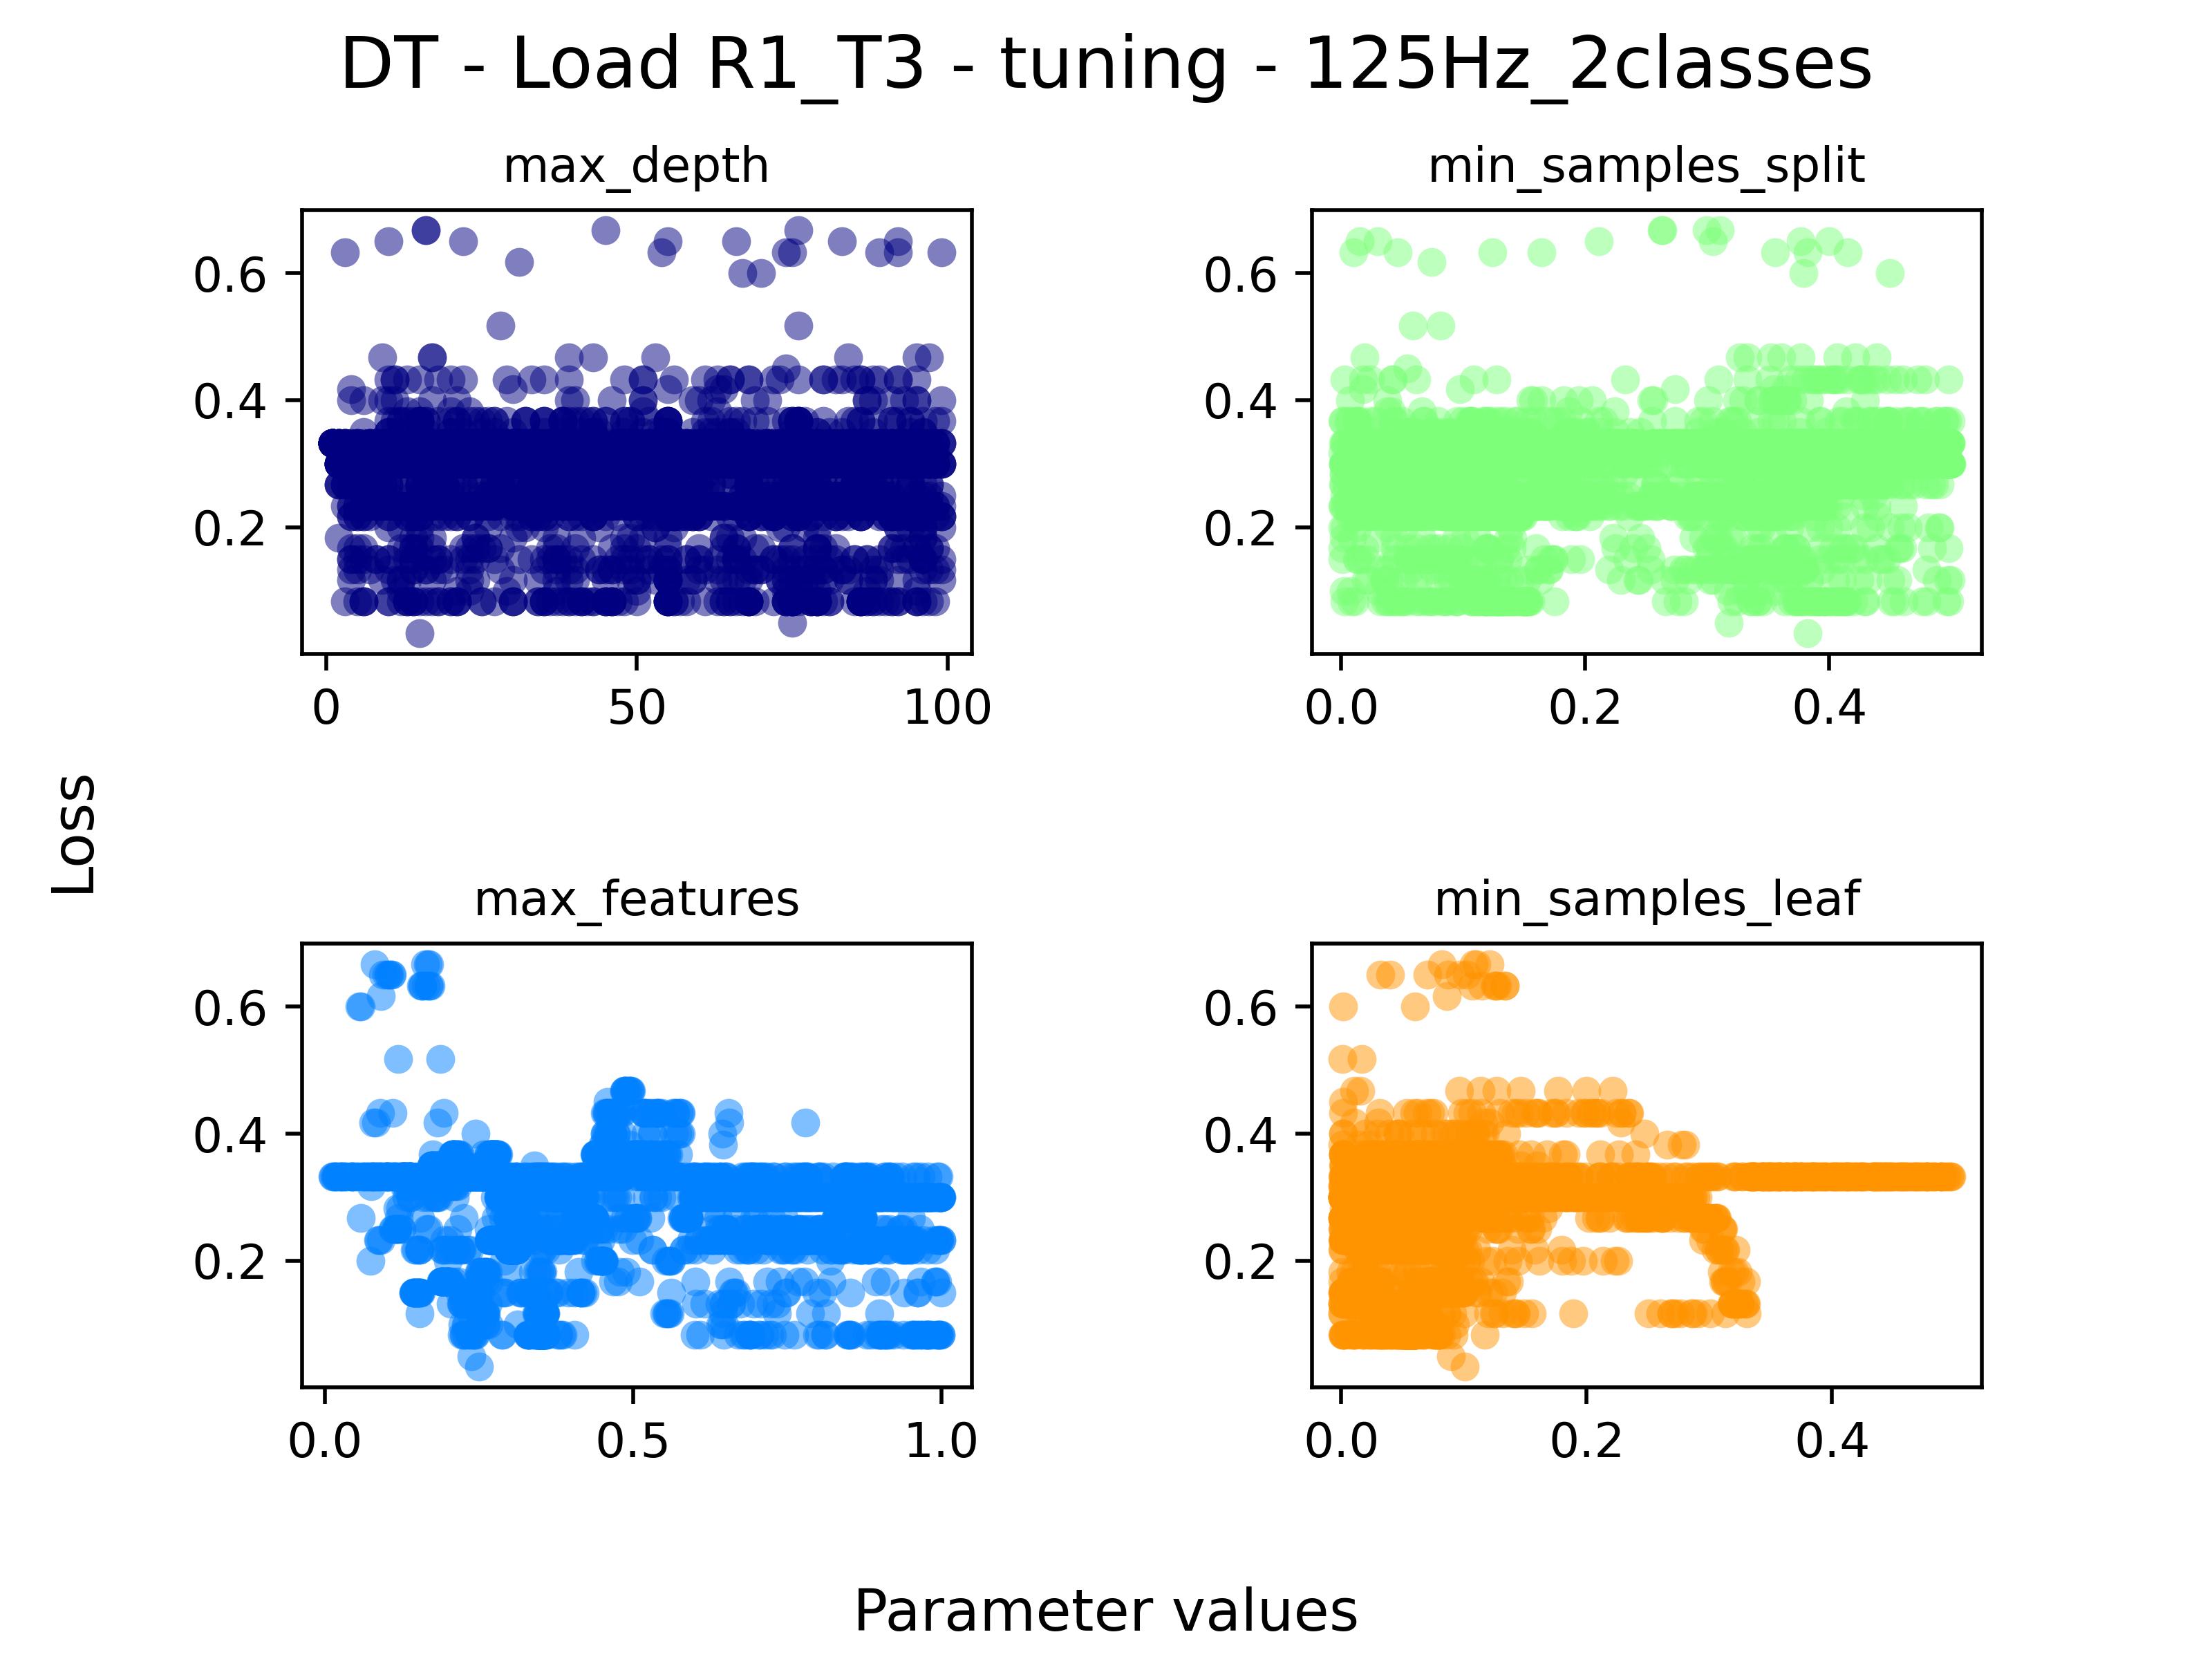 DT - Load R1_T3 - tuning - 125Hz_2classes
max_depth
0.6
0.4
0.2
0 50 100
min_samples_split
0.6
0.4
0.2
0.0 0.2 0.4
Loss
max_features
0.6
0.4
0.2
0.0 0.5 1.0
min_samples_leaf
0.6
0.4
0.2
0.0 0.2 0.4
Parameter values